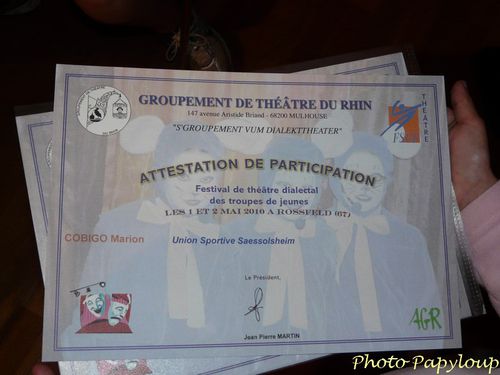 GROUPEMENT DE THÉÂTRE DU RHIN
147 avenue Aristide Briand - 68200 MULHOUSE
"S'GROUPEMENT VUM DIALEKTTHEATER"
THÉÂTRE
ATTESTATION DE PARTICIPATION
Festival de théâtre dialectal
des troupes de jeunes
LES 1 ET 2 MAI 2010 A ROSSFELD (67)
COBIGO Marion
Union Sportive Saessolsheim
Le Président,
Jean Pierre MARTIN
AGR
Photo Papyloup